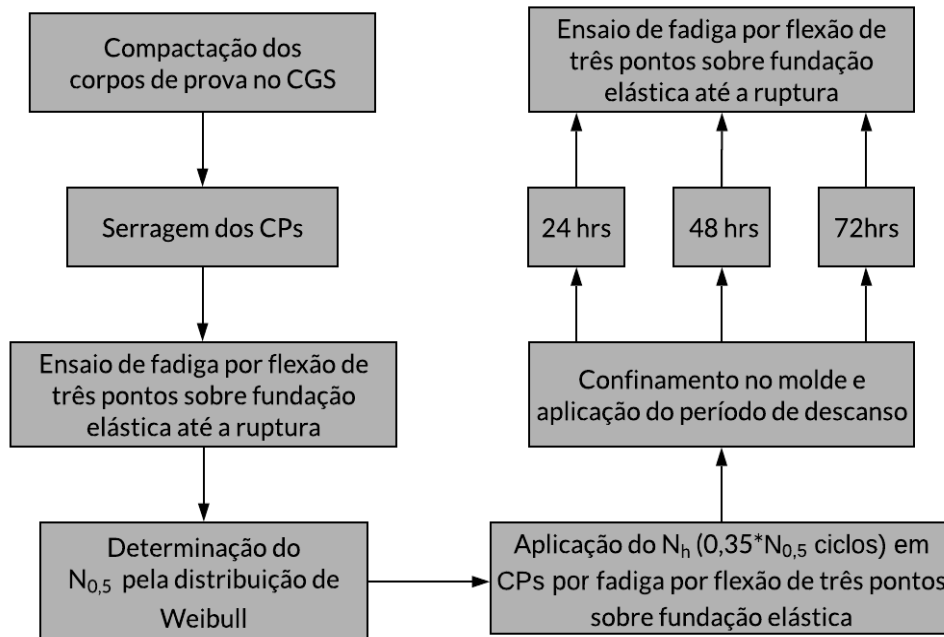 Compactação dos
corpos de prova no CGS
Serragem dos CPs
Ensaio de fadiga por flexão de
três pontos sobre fundação
elástica até a ruptura
Determinação do
N0,5 pela distribuição de
Weibull
Aplicação do Nh (0,35*N0,5 ciclos) em
CPs por fadiga por flexão de três pontos
sobre fundação elástica
Confinamento no molde e
aplicação do período de descanso
24 hrs
48 hrs
72hrs
Ensaio de fadiga por flexão de
três pontos sobre fundação
elástica até a ruptura